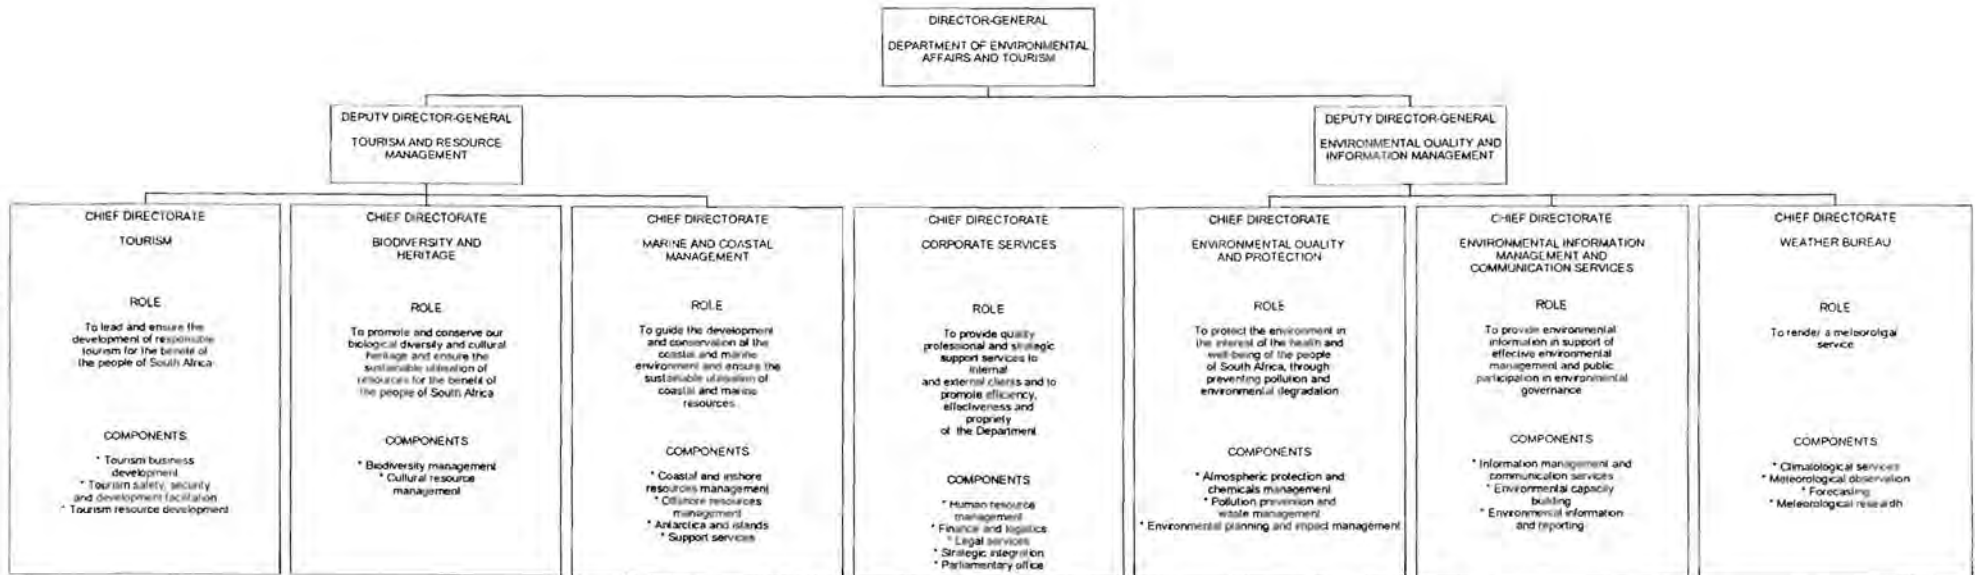 DIRECTOR-GENERAL
DEPARTMENT OF ENVIRONMENTAL
AFFAIRS AND TOURISM
DEPUTY DIRECTOR-GENERAL
TOURISM AND RESOURCE
MANAGEMENT
DEPUTY DIRECTOR-GENERAL
ENVIRONMENTAL QUALITY AND
INFORMATION MANAGEMENT
CHIEF DIRECTORATE
TOURISM
ROLE
To lead and ensure the
development of responsible
tourism for the benefit of
the people of South Africa
COMPONENTS
* Tourism business
development
* Tourism safety, security
and development facilitation
* Tourism resource development
CHIEF DIRECTORATE
BIODIVERSITY AND
HERITAGE
ROLE
To promote and conserve our
biological diversity and cultural
heritage and ensure the
sustainable utilisation of
resources for the benefit of
the people of South Africa
COMPONENTS
* Biodiversity management
* Cultural resource
management
CHIEF DIRECTORATE
MARINE AND COASTAL
MANAGEMENT
ROLE
To guide the development
and conservation of the
coastal and marine
environment and ensure the
sustainable utilisation of
coastal and marine
resources
COMPONENTS
* Coastal and inshore
resources management
* Offshore resources
management
* Antarctica and islands
* Support services
CHIEF DIRECTORATE
CORPORATE SERVICES
ROLE
To provide quality
professional and strategic
support services to
internal
and external clients and to
promote efficiency,
effectiveness and
propriety
of the Department
COMPONENTS
* Human resource
management
* Finance and logistics
* Legal services
* Strategic integration
* Parliamentary office
CHIEF DIRECTORATE
ENVIRONMENTAL QUALITY
AND PROTECTION
ROLE
To protect the environment in
the interest of the health and
well-being of the people
of South Africa, through
preventing pollution and
environmental degradation
COMPONENTS
* Atmospheric protection and
chemicals management
* Pollution prevention and
waste management
* Environmental planning and impact management
CHIEF DIRECTORATE
ENVIRONMENTAL INFORMATION
MANAGEMENT AND
COMMUNICATION SERVICES
ROLE
To provide environmental
information in support of
effective environmental
management and public
participation in environmental
governance
COMPONENTS
* Information management and
communication services
* Environmental capacity
building
* Environmental information
and reporting
CHIEF DIRECTORATE
WEATHER BUREAU
ROLE
To render a meteorolgal
service
COMPONENTS
* Climatological services
* Meteorological observation
* Forecasing
* Meteorological research